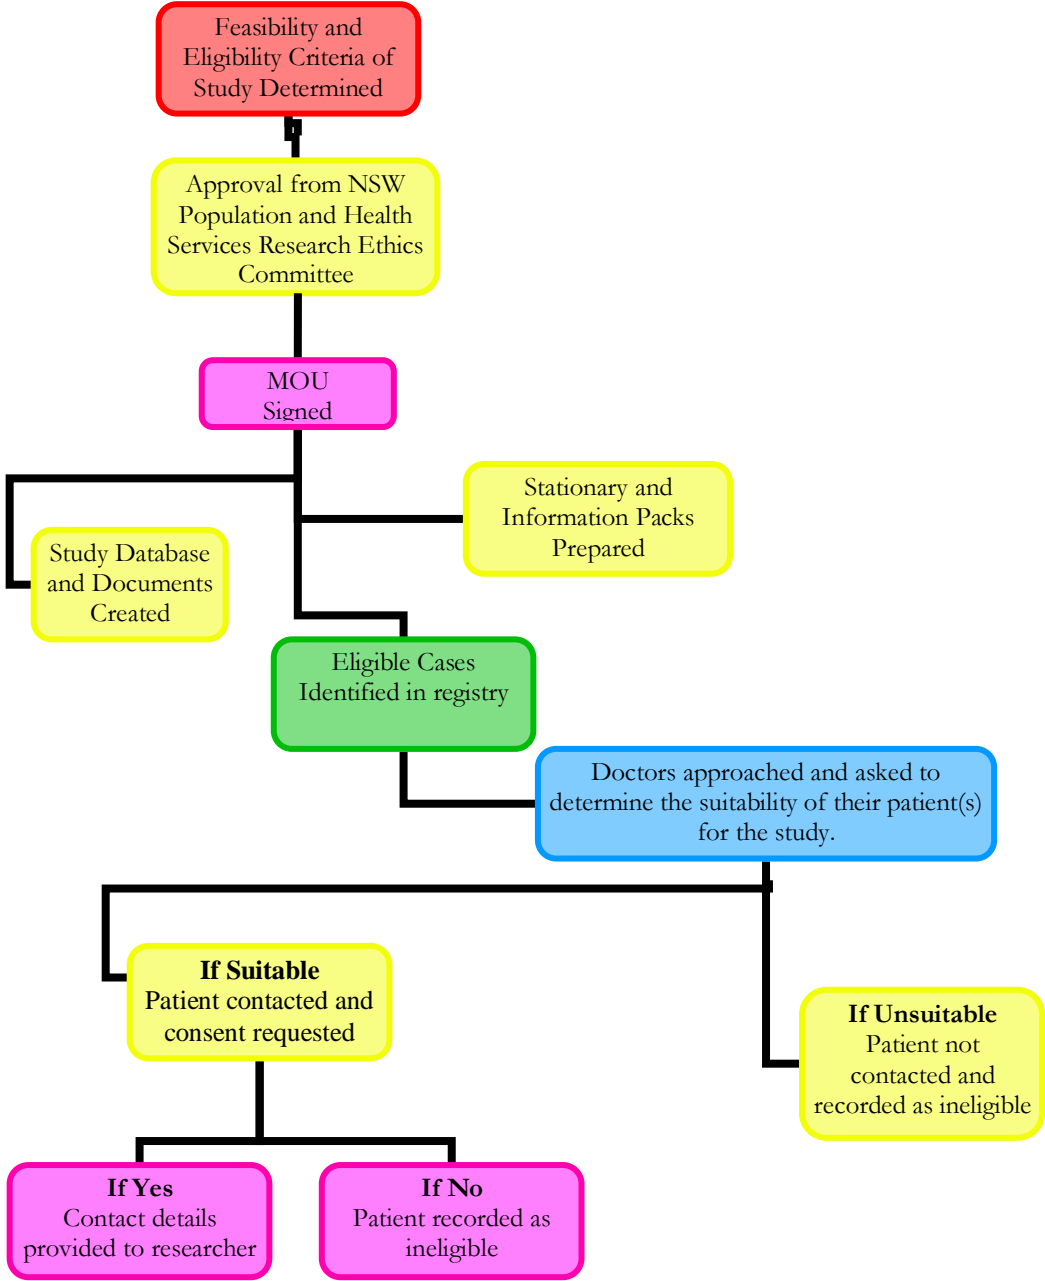 Feasibility and
Eligibility Criteria of
Study Determined
Approval from NSW
Population and Health
Services Research Ethics
Committee
MOU
Signed
Stationary and
Information Packs
Prepared
Study Database
and Documents
Created
Eligible Cases
Identified in registry
Doctors approached and asked to
determine the suitability of their patient(s)
for the study.
If Suitable
Patient contacted and
consent requested
If Unsuitable
Patient not
contacted and
recorded as ineligible
If Yes
Contact details
provided to researcher
If No
Patient recorded as
ineligible